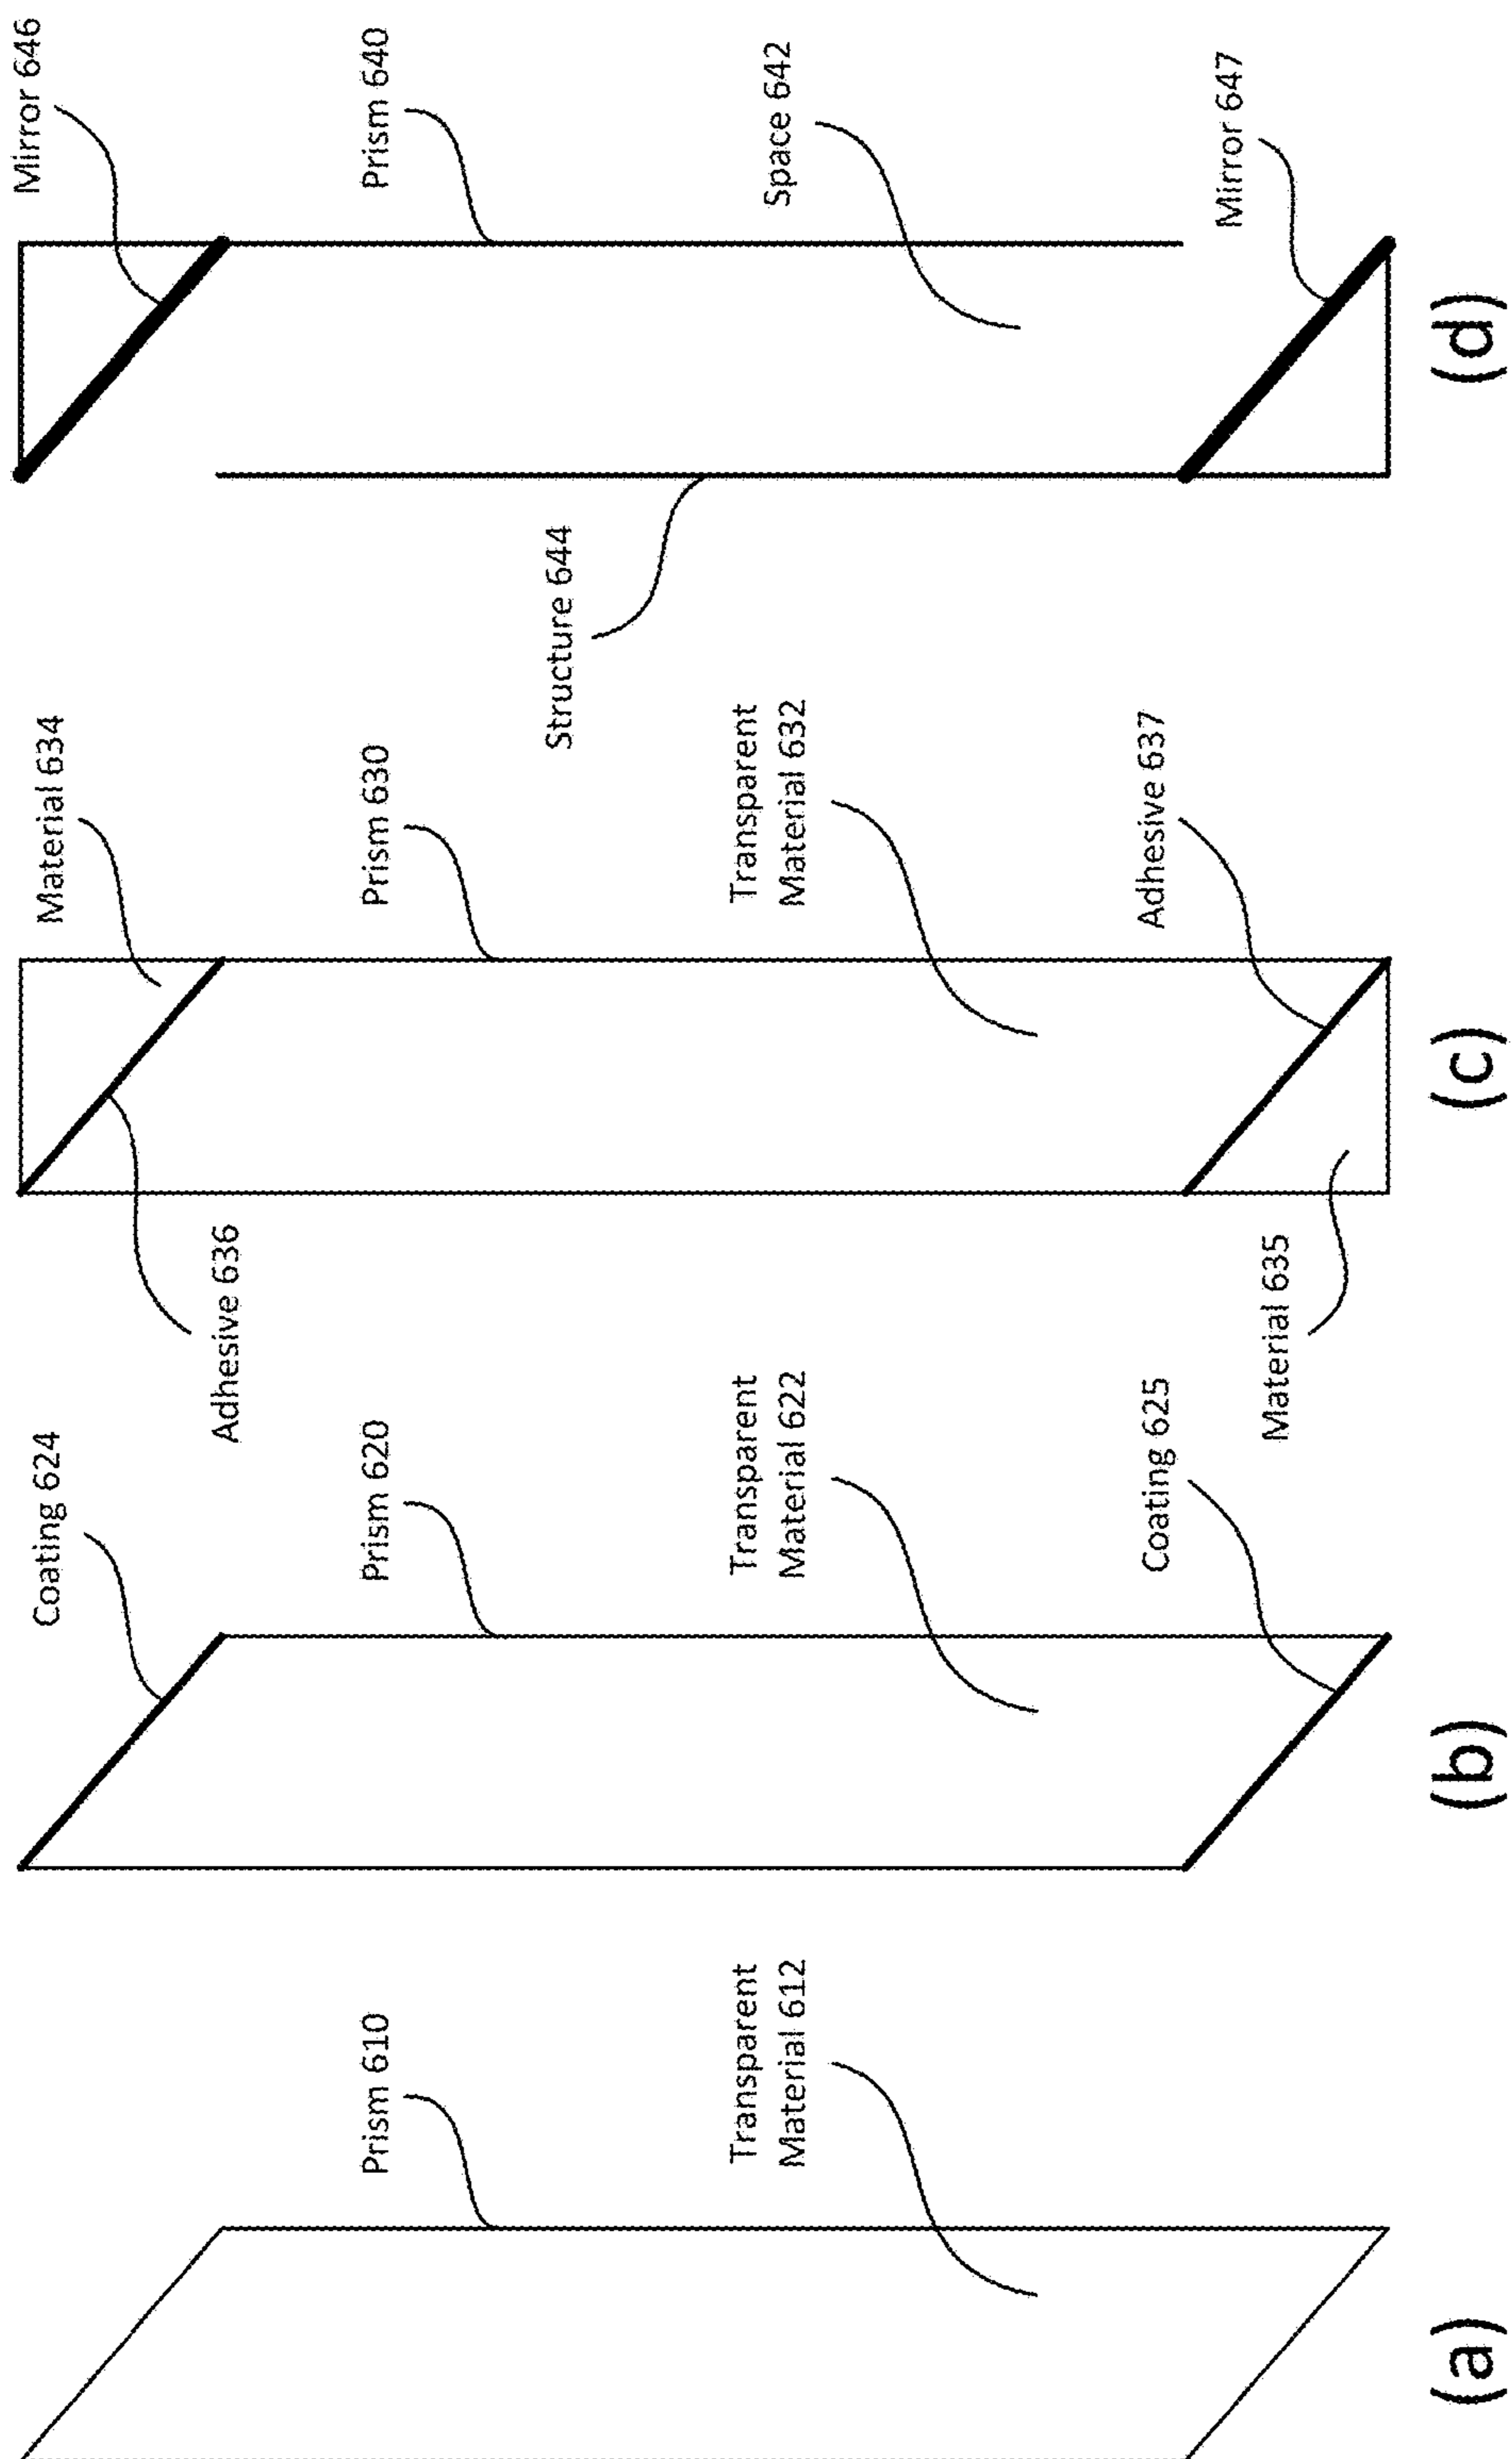 Prism 610
Transparent
Material 612
(a)
Coating 624
Prism 620
Transparent
Material 622
Coating 625
(b)
Adhesive 636
Material 634
Prism 630
Transparent
Material 632
Adhesive 637
Material 635
(c)
Structure 644
Mirror 646
Prism 640
Space 642
Mirror 647
(d)